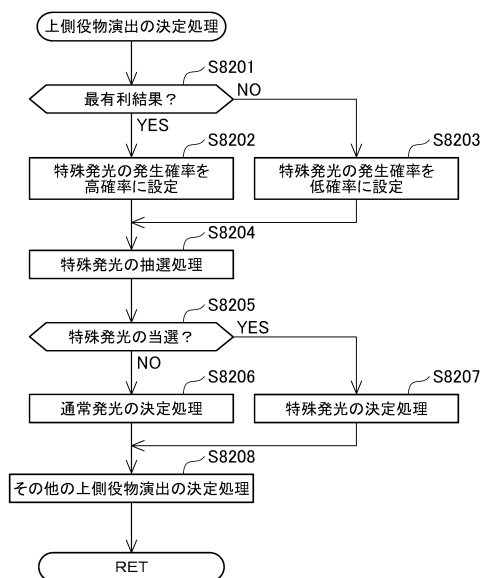 上側役物演出の決定処理
S8201
最有利結果？
NO
YES
S8202
S8203
特殊発光の発生確率を
高確率に設定
特殊発光の発生確率を
低確率に設定
S8204
特殊発光の抽選処理
S8205
特殊発光の当選？
YES
NO
S8206
S8207
通常発光の決定処理
特殊発光の決定処理
S8208
その他の上側役物演出の決定処理
RET